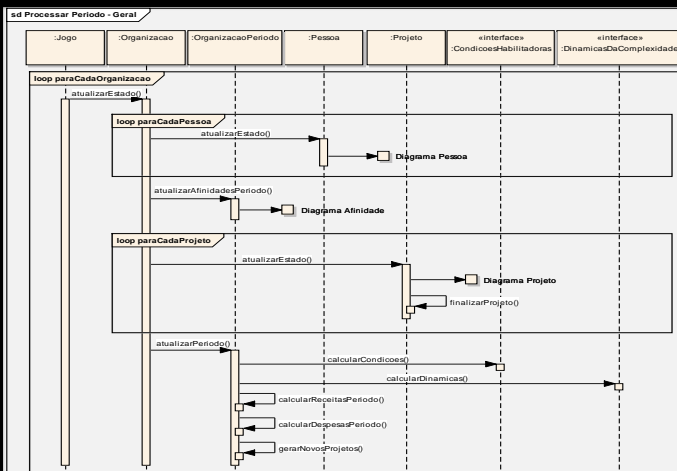 sd Processar Periodo - Geral
:Jogo
:Organizacao
:OrganizacaoPeriodo
:Pessoa
:Projeto
«interface»
:CondicoesHabilitadoras
«interface»
:DinamicasDaComplexidade
loop paraCadaOrganizacao
atualizarEstado()
loop paraCadaPessoa
atualizarEstado()
Diagrama Pessoa
atualizarAfinidadesPeriodo()
Diagrama Afinidade
loop paraCadaProjeto
atualizarEstado()
Diagrama Projeto
finalizarProjeto()
atualizarPeriodo()
calcularCondicoes()
calcularDinamicas()
calcularReceitasPeriodo()
calcularDespesasPeriodo()
gerarNovosProjetos()